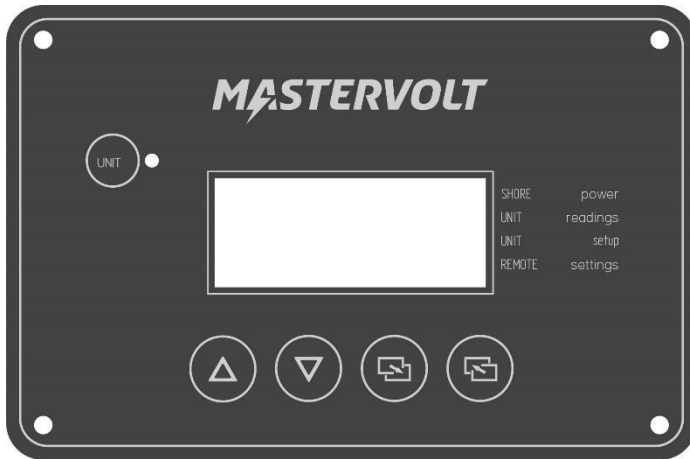 MASTERVOLT
UNIT
SHORE power
UNIT readings
UNIT setup
REMOTE settings